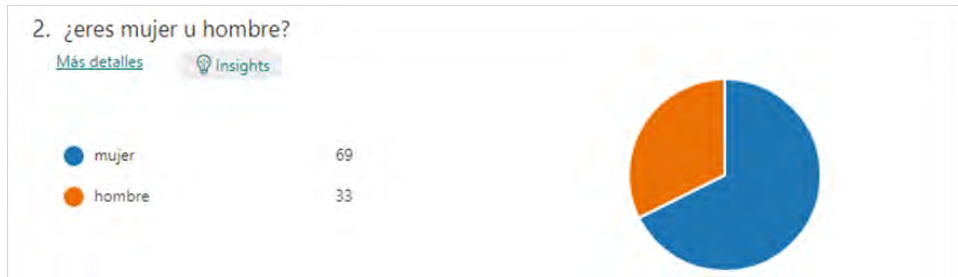 2. ¿eres mujer u hombre?
Más detalles Insights
mujer 69
hombre 33